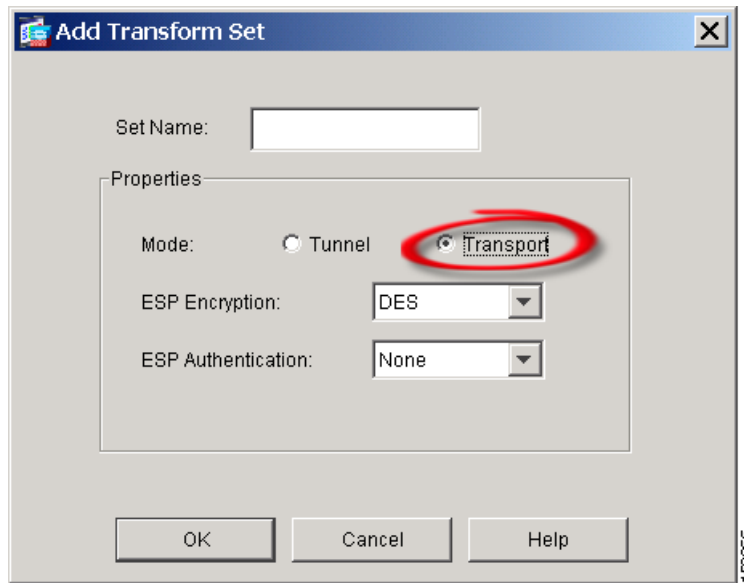 Add Transform Set
Set Name:
Properties
Mode: Tunnel Transport
ESP Encryption: DES
ESP Authentication: None
OK Cancel Help